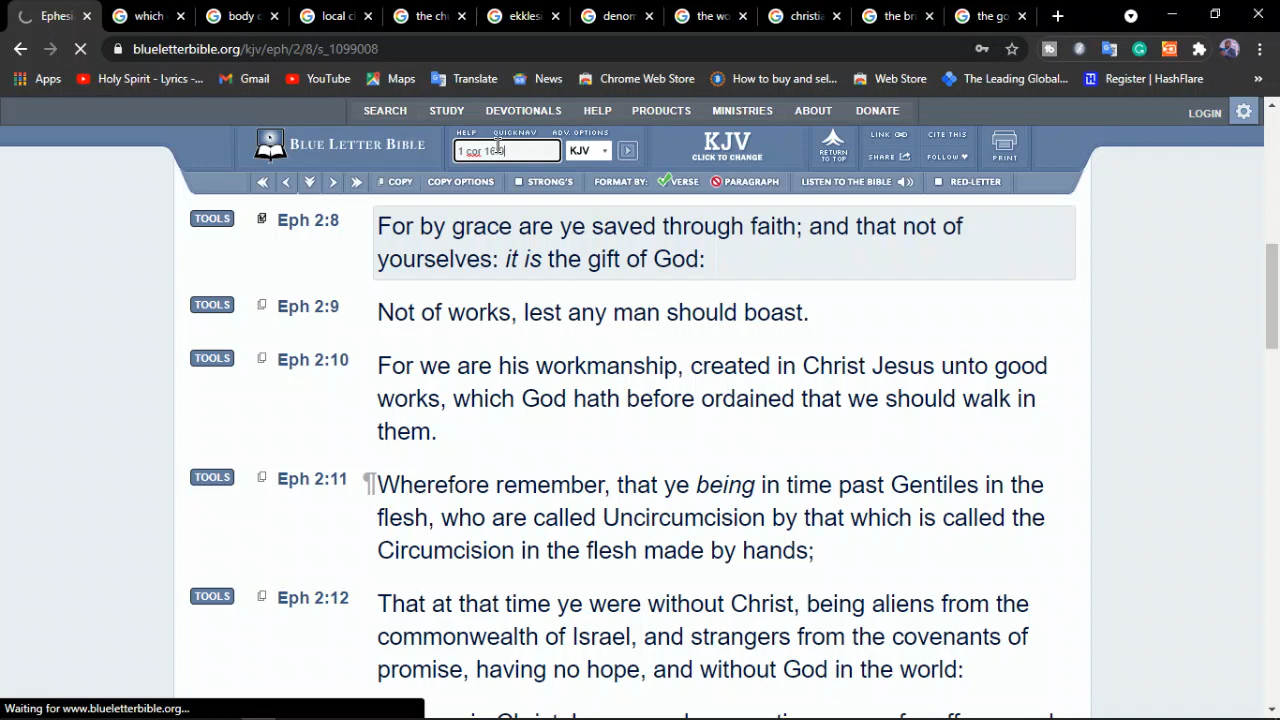 Ephesi
which
body c
local ch
the chu
ekklesi
denom
the wo
christia
the br
the go
blueletterbible.org/kjv/eph/2/8/s_1099008
Apps
Holy Spirit - Lyrics -...
Gmail
YouTube
Maps
Translate
News
Chrome Web Store
How to buy and sel...
Web Store
The Leading Global...
Register | HashFlare
»
SEARCH
STUDY
DEVOTIONALS
HELP
PRODUCTS
MINISTRIES
ABOUT
DONATE
LOGIN
BLUE LETTER BIBLE
HELP
QUICKNAV
ADV. OPTIONS
1 cor 16
KJV
KJV
CLICK TO CHANGE
RETURN
TO TOP
LINK
CITE THIS
SHARE
FOLLOW
PRINT
COPY
COPY OPTIONS
STRONG'S
FORMAT BY:
VERSE
PARAGRAPH
LISTEN TO THE BIBLE
RED-LETTER
TOOLS
Eph 2:8
For by grace are ye saved through faith; and that not of
yourselves: it is the gift of God:
TOOLS
Eph 2:9
Not of works, lest any man should boast.
TOOLS
Eph 2:10
For we are his workmanship, created in Christ Jesus unto good
works, which God hath before ordained that we should walk in
them.
TOOLS
Eph 2:11
¶Wherefore remember, that ye being in time past Gentiles in the
flesh, who are called Uncircumcision by that which is called the
Circumcision in the flesh made by hands;
TOOLS
Eph 2:12
That at that time ye were without Christ, being aliens from the
commonwealth of Israel, and strangers from the covenants of
promise, having no hope, and without God in the world:
Waiting for www.blueletterbible.org...